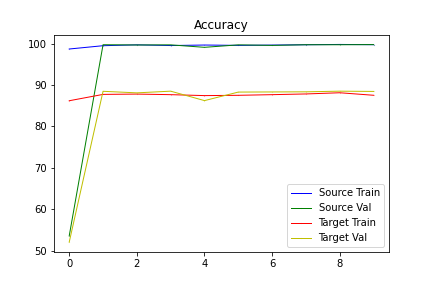 Accuracy
100
90
80
70
60
50
0
2
4
6
8
Source Train
Source Val
Target Train
Target Val